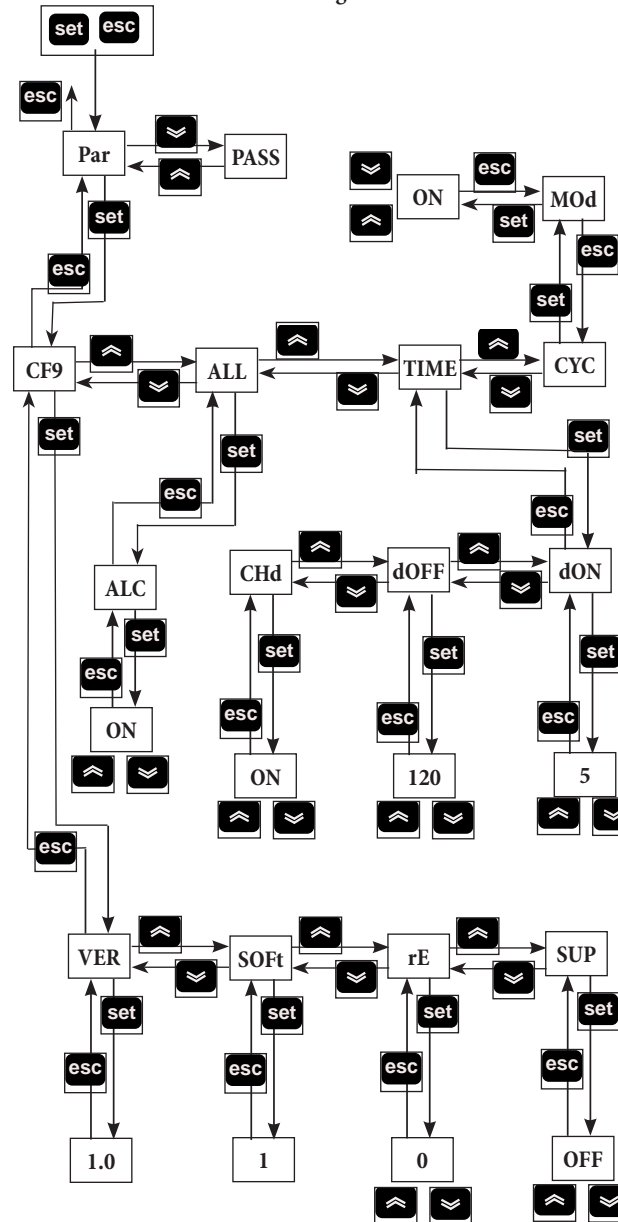 g
set esc
esc
Par
PASS
set
esc
ON
esc
MOd
set
esc
set
CF9
ALL
TIME
CYC
set
set
set
esc
esc
ALC
CHd
dOFF
dON
set
set
set
set
esc
esc
esc
esc
ON
ON
120
5
esc
VER
SOFt
rE
SUP
set
set
set
set
esc
esc
esc
esc
1.0
1
0
OFF